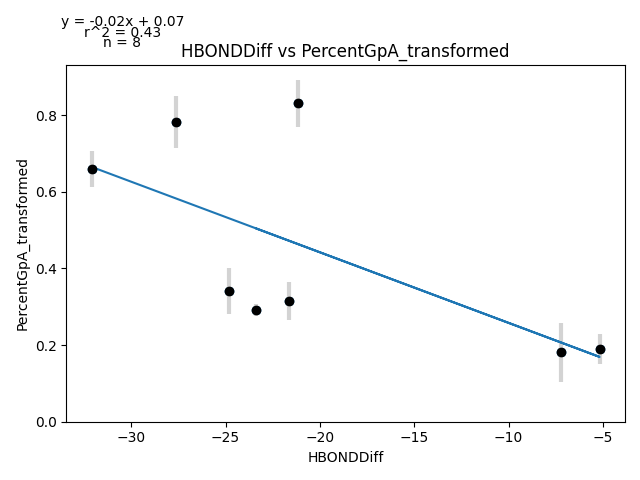 y = -0.02x + 0.07
r^2 = 0.43
n = 8
HBONDDiff vs PercentGpA_transformed
PercentGpA_transformed
0.8
0.6
0.4
0.2
0.0
−30
−25
−20
−15
−10
−5
HBONDDiff